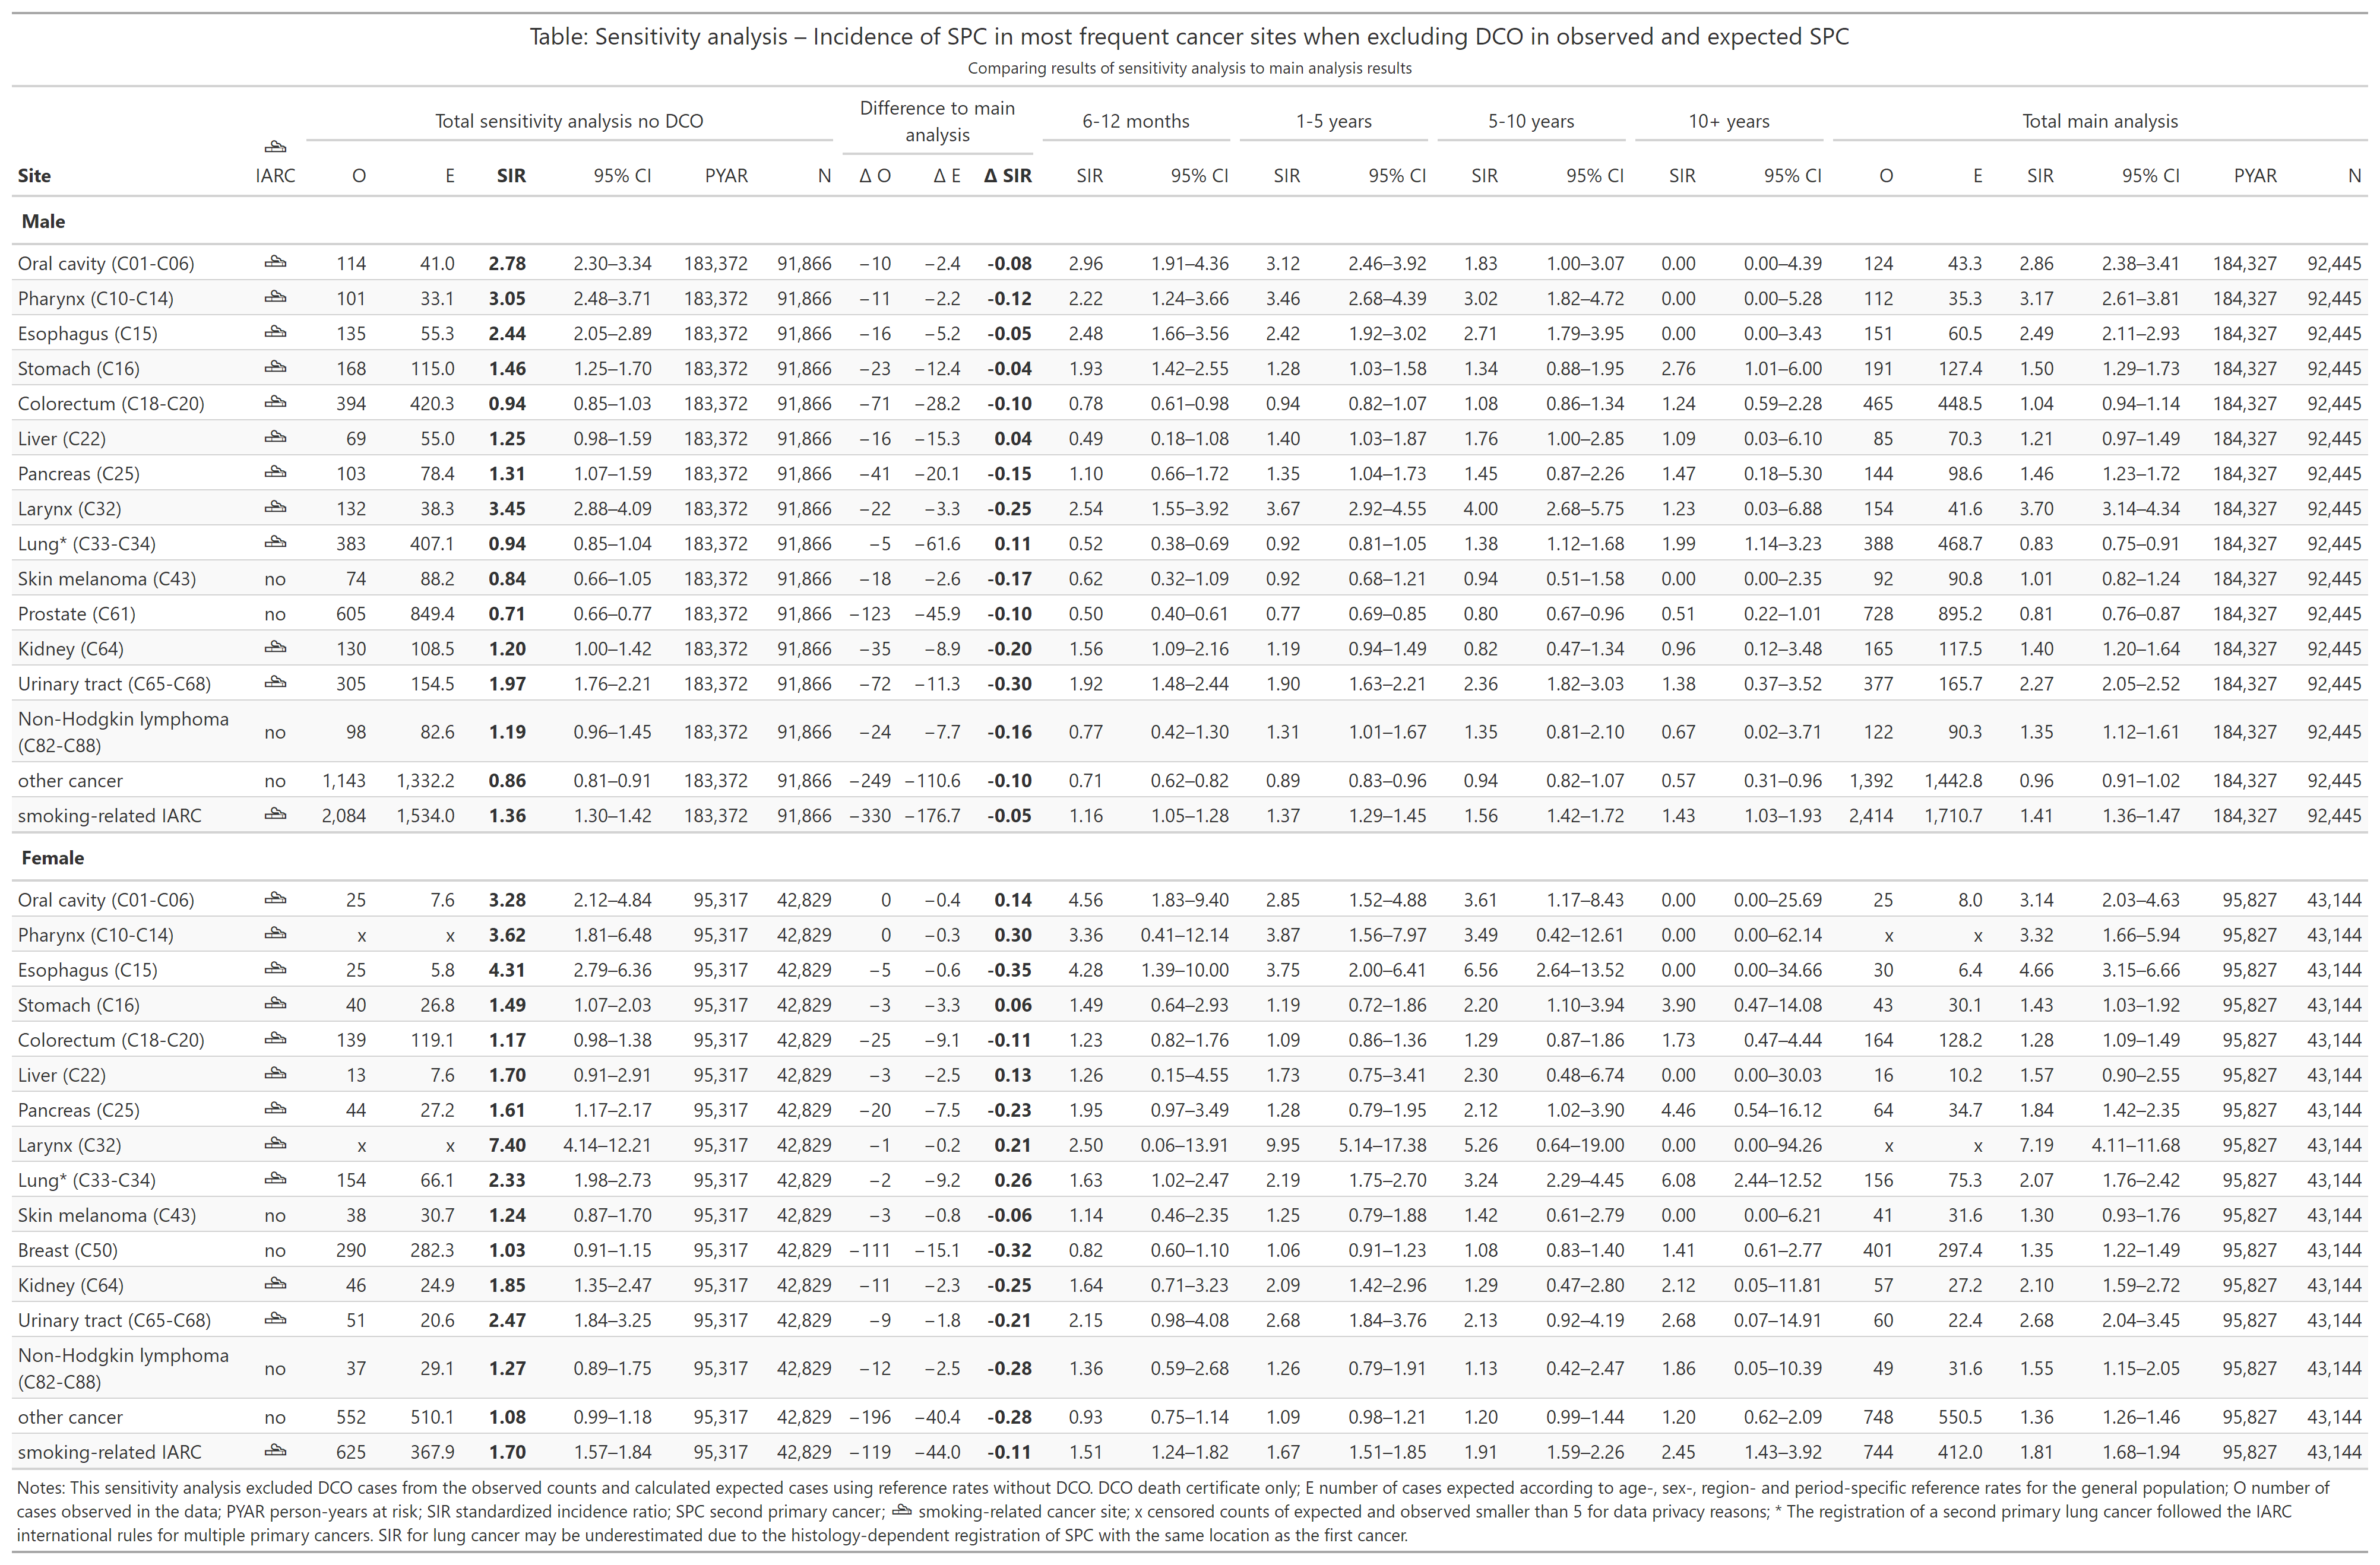 Table: Sensitivity analysis – Incidence of SPC in most frequent cancer sites when excluding DCO in observed and expected SPC
Comparing results of sensitivity analysis to main analysis results
Total sensitivity analysis no DCO Difference to main analysis 6-12 months 1-5 years 5-10 years 10+ years Total main analysis
Site IARC O E SIR 95% CI PYAR N Δ O Δ E Δ SIR SIR 95% CI SIR 95% CI SIR 95% CI SIR 95% CI O E SIR 95% CI PYAR N
Male
Oral cavity (C01-C06) 114 41.0 2.78 2.30–3.34 183,372 91,866 −10 −2.4 -0.08 2.96 1.91–4.36 3.12 2.46–3.92 1.83 1.00–3.07 0.00 0.00–4.39 124 43.3 2.86 2.38–3.41 184,327 92,445
Pharynx (C10-C14) 101 33.1 3.05 2.48–3.71 183,372 91,866 −11 −2.2 -0.12 2.22 1.24–3.66 3.46 2.68–4.39 3.02 1.82–4.72 0.00 0.00–5.28 112 35.3 3.17 2.61–3.81 184,327 92,445
Esophagus (C15) 135 55.3 2.44 2.05–2.89 183,372 91,866 −16 −5.2 -0.05 2.48 1.66–3.56 2.42 1.92–3.02 2.71 1.79–3.95 0.00 0.00–3.43 151 60.5 2.49 2.11–2.93 184,327 92,445
Stomach (C16) 168 115.0 1.46 1.25–1.70 183,372 91,866 −23 −12.4 -0.04 1.93 1.42–2.55 1.28 1.03–1.58 1.34 0.88–1.95 2.76 1.01–6.00 191 127.4 1.50 1.29–1.73 184,327 92,445
Colorectum (C18-C20) 394 420.3 0.94 0.85–1.03 183,372 91,866 −71 −28.2 -0.10 0.78 0.61–0.98 0.94 0.82–1.07 1.08 0.86–1.34 1.24 0.59–2.28 465 448.5 1.04 0.94–1.14 184,327 92,445
Liver (C22) 69 55.0 1.25 0.98–1.59 183,372 91,866 −16 −15.3 0.04 0.49 0.18–1.08 1.40 1.03–1.87 1.76 1.00–2.85 1.09 0.03–6.10 85 70.3 1.21 0.97–1.49 184,327 92,445
Pancreas (C25) 103 78.4 1.31 1.07–1.59 183,372 91,866 −41 −20.1 -0.15 1.10 0.66–1.72 1.35 1.04–1.73 1.45 0.87–2.26 1.47 0.18–5.30 144 98.6 1.46 1.23–1.72 184,327 92,445
Larynx (C32) 132 38.3 3.45 2.88–4.09 183,372 91,866 −22 −3.3 -0.25 2.54 1.55–3.92 3.67 2.92–4.55 4.00 2.68–5.75 1.23 0.03–6.88 154 41.6 3.70 3.14–4.34 184,327 92,445
Lung* (C33-C34) 383 407.1 0.94 0.85–1.04 183,372 91,866 −5 −61.6 0.11 0.52 0.38–0.69 0.92 0.81–1.05 1.38 1.12–1.68 1.99 1.14–3.23 388 468.7 0.83 0.75–0.91 184,327 92,445
Skin melanoma (C43) no 74 88.2 0.84 0.66–1.05 183,372 91,866 −18 −2.6 -0.17 0.62 0.32–1.09 0.92 0.68–1.21 0.94 0.51–1.58 0.00 0.00–2.35 92 90.8 1.01 0.82–1.24 184,327 92,445
Prostate (C61) no 605 849.4 0.71 0.66–0.77 183,372 91,866 −123 −45.9 -0.10 0.50 0.40–0.61 0.77 0.69–0.85 0.80 0.67–0.96 0.51 0.22–1.01 728 895.2 0.81 0.76–0.87 184,327 92,445
Kidney (C64) 130 108.5 1.20 1.00–1.42 183,372 91,866 −35 −8.9 -0.20 1.56 1.09–2.16 1.19 0.94–1.49 0.82 0.47–1.34 0.96 0.12–3.48 165 117.5 1.40 1.20–1.64 184,327 92,445
Urinary tract (C65-C68) 305 154.5 1.97 1.76–2.21 183,372 91,866 −72 −11.3 -0.30 1.92 1.48–2.44 1.90 1.63–2.21 2.36 1.82–3.03 1.38 0.37–3.52 377 165.7 2.27 2.05–2.52 184,327 92,445
Non-Hodgkin lymphoma
(C82-C88) no 98 82.6 1.19 0.96–1.45 183,372 91,866 −24 −7.7 -0.16 0.77 0.42–1.30 1.31 1.01–1.67 1.35 0.81–2.10 0.67 0.02–3.71 122 90.3 1.35 1.12–1.61 184,327 92,445
other cancer no 1,143 1,332.2 0.86 0.81–0.91 183,372 91,866 −249 −110.6 -0.10 0.71 0.62–0.82 0.89 0.83–0.96 0.94 0.82–1.07 0.57 0.31–0.96 1,392 1,442.8 0.96 0.91–1.02 184,327 92,445
smoking-related IARC 2,084 1,534.0 1.36 1.30–1.42 183,372 91,866 −330 −176.7 -0.05 1.16 1.05–1.28 1.37 1.29–1.45 1.56 1.42–1.72 1.43 1.03–1.93 2,414 1,710.7 1.41 1.36–1.47 184,327 92,445
Female
Oral cavity (C01-C06) 25 7.6 3.28 2.12–4.84 95,317 42,829 0 −0.4 0.14 4.56 1.83–9.40 2.85 1.52–4.88 3.61 1.17–8.43 0.00 0.00–25.69 25 8.0 3.14 2.03–4.63 95,827 43,144
Pharynx (C10-C14) x x 3.62 1.81–6.48 95,317 42,829 0 −0.3 0.30 3.36 0.41–12.14 3.87 1.56–7.97 3.49 0.42–12.61 0.00 0.00–62.14 x x 3.32 1.66–5.94 95,827 43,144
Esophagus (C15) 25 5.8 4.31 2.79–6.36 95,317 42,829 −5 −0.6 -0.35 4.28 1.39–10.00 3.75 2.00–6.41 6.56 2.64–13.52 0.00 0.00–34.66 30 6.4 4.66 3.15–6.66 95,827 43,144
Stomach (C16) 40 26.8 1.49 1.07–2.03 95,317 42,829 −3 −3.3 0.06 1.49 0.64–2.93 1.19 0.72–1.86 2.20 1.10–3.94 3.90 0.47–14.08 43 30.1 1.43 1.03–1.92 95,827 43,144
Colorectum (C18-C20) 139 119.1 1.17 0.98–1.38 95,317 42,829 −25 −9.1 -0.11 1.23 0.82–1.76 1.09 0.86–1.36 1.29 0.87–1.86 1.73 0.47–4.44 164 128.2 1.28 1.09–1.49 95,827 43,144
Liver (C22) 13 7.6 1.70 0.91–2.91 95,317 42,829 −3 −2.5 0.13 1.26 0.15–4.55 1.73 0.75–3.41 2.30 0.48–6.74 0.00 0.00–30.03 16 10.2 1.57 0.90–2.55 95,827 43,144
Pancreas (C25) 44 27.2 1.61 1.17–2.17 95,317 42,829 −20 −7.5 -0.23 1.95 0.97–3.49 1.28 0.79–1.95 2.12 1.02–3.90 4.46 0.54–16.12 64 34.7 1.84 1.42–2.35 95,827 43,144
Larynx (C32) x x 7.40 4.14–12.21 95,317 42,829 −1 −0.2 0.21 2.50 0.06–13.91 9.95 5.14–17.38 5.26 0.64–19.00 0.00 0.00–94.26 x x 7.19 4.11–11.68 95,827 43,144
Lung* (C33-C34) 154 66.1 2.33 1.98–2.73 95,317 42,829 −2 −9.2 0.26 1.63 1.02–2.47 2.19 1.75–2.70 3.24 2.29–4.45 6.08 2.44–12.52 156 75.3 2.07 1.76–2.42 95,827 43,144
Skin melanoma (C43) no 38 30.7 1.24 0.87–1.70 95,317 42,829 −3 −0.8 -0.06 1.14 0.46–2.35 1.25 0.79–1.88 1.42 0.61–2.79 0.00 0.00–6.21 41 31.6 1.30 0.93–1.76 95,827 43,144
Breast (C50) no 290 282.3 1.03 0.91–1.15 95,317 42,829 −111 −15.1 -0.32 0.82 0.60–1.10 1.06 0.91–1.23 1.08 0.83–1.40 1.41 0.61–2.77 401 297.4 1.35 1.22–1.49 95,827 43,144
Kidney (C64) 46 24.9 1.85 1.35–2.47 95,317 42,829 −11 −2.3 -0.25 1.64 0.71–3.23 2.09 1.42–2.96 1.29 0.47–2.80 2.12 0.05–11.81 57 27.2 2.10 1.59–2.72 95,827 43,144
Urinary tract (C65-C68) 51 20.6 2.47 1.84–3.25 95,317 42,829 −9 −1.8 -0.21 2.15 0.98–4.08 2.68 1.84–3.76 2.13 0.92–4.19 2.68 0.07–14.91 60 22.4 2.68 2.04–3.45 95,827 43,144
Non-Hodgkin lymphoma
(C82-C88) no 37 29.1 1.27 0.89–1.75 95,317 42,829 −12 −2.5 -0.28 1.36 0.59–2.68 1.26 0.79–1.91 1.13 0.42–2.47 1.86 0.05–10.39 49 31.6 1.55 1.15–2.05 95,827 43,144
other cancer no 552 510.1 1.08 0.99–1.18 95,317 42,829 −196 −40.4 -0.28 0.93 0.75–1.14 1.09 0.98–1.21 1.20 0.99–1.44 1.20 0.62–2.09 748 550.5 1.36 1.26–1.46 95,827 43,144
smoking-related IARC 625 367.9 1.70 1.57–1.84 95,317 42,829 −119 −44.0 -0.11 1.51 1.24–1.82 1.67 1.51–1.85 1.91 1.59–2.26 2.45 1.43–3.92 744 412.0 1.81 1.68–1.94 95,827 43,144
Notes: This sensitivity analysis excluded DCO cases from the observed counts and calculated expected cases using reference rates without DCO. DCO death certificate only; E number of cases expected according to age-, sex-, region- and period-specific reference rates for the general population; O number of
cases observed in the data; PYAR person-years at risk; SIR standardized incidence ratio; SPC second primary cancer; smoking-related cancer site; x censored counts of expected and observed smaller than 5 for data privacy reasons; * The registration of a second primary lung cancer followed the IARC
international rules for multiple primary cancers. SIR for lung cancer may be underestimated due to the histology-dependent registration of SPC with the same location as the first cancer.